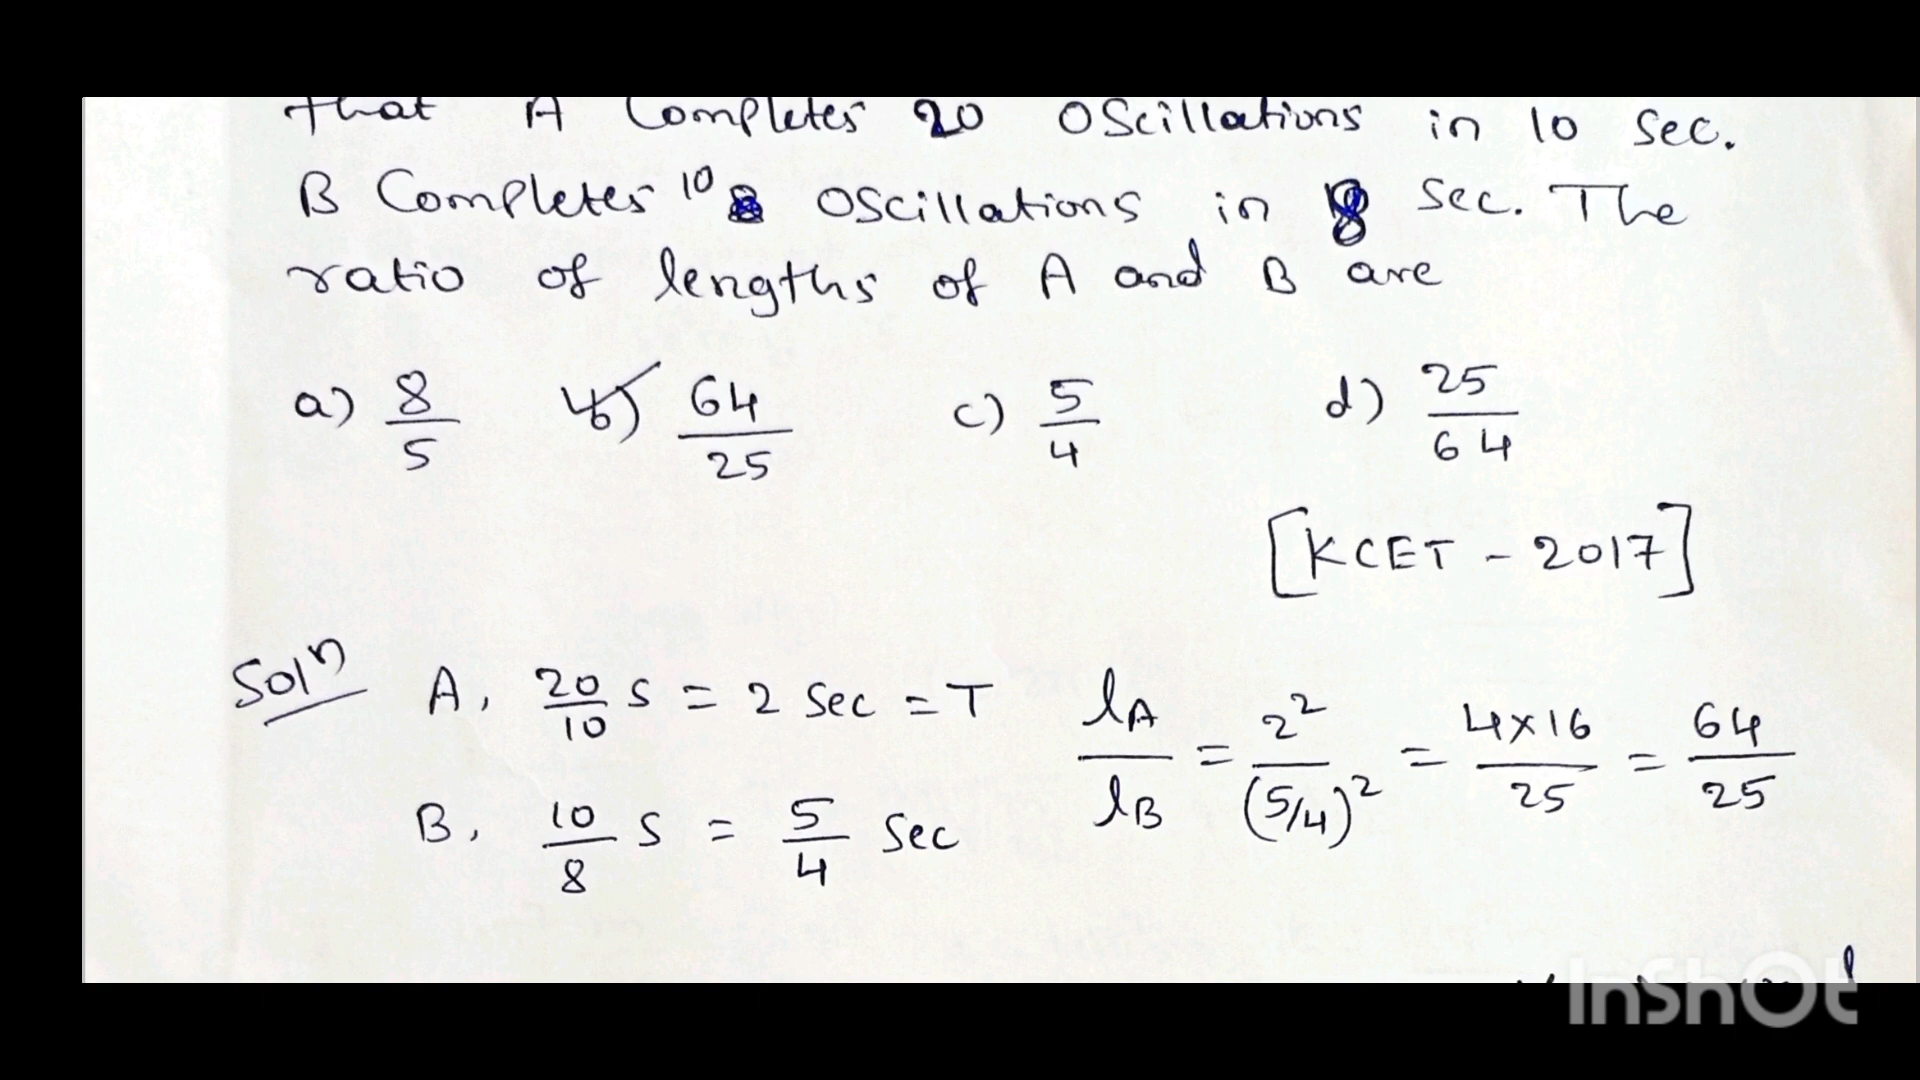 that A Completes 20 oscillations in 10 sec.
B Completes 10 oscillations in 8 sec. The
ratio of lengths of A and B are
a) 8/5 b) 64/25 c) 5/4 d) 25/64
[KCET - 2017]
Solⁿ A, 20/10 s = 2 sec = T lA/lB = 2²/(5/4)² = 4×16/25 = 64/25
B, 10/8 s = 5/4 sec
InShOt